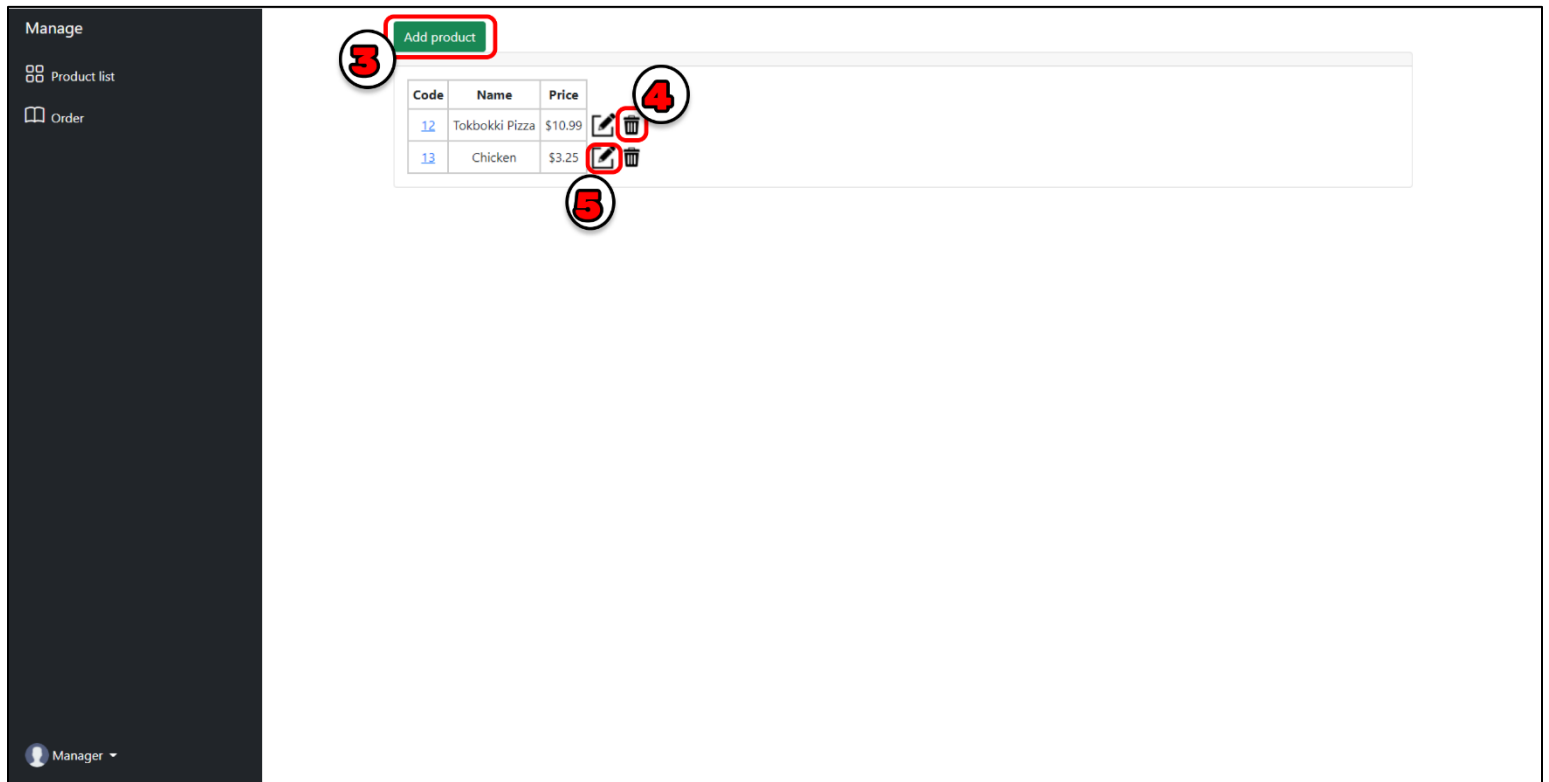 Manage
Product list
Order
3
Add product
4
Code Name Price
12 Tokbokki Pizza $10.99
13 Chicken $3.25
5
Manager